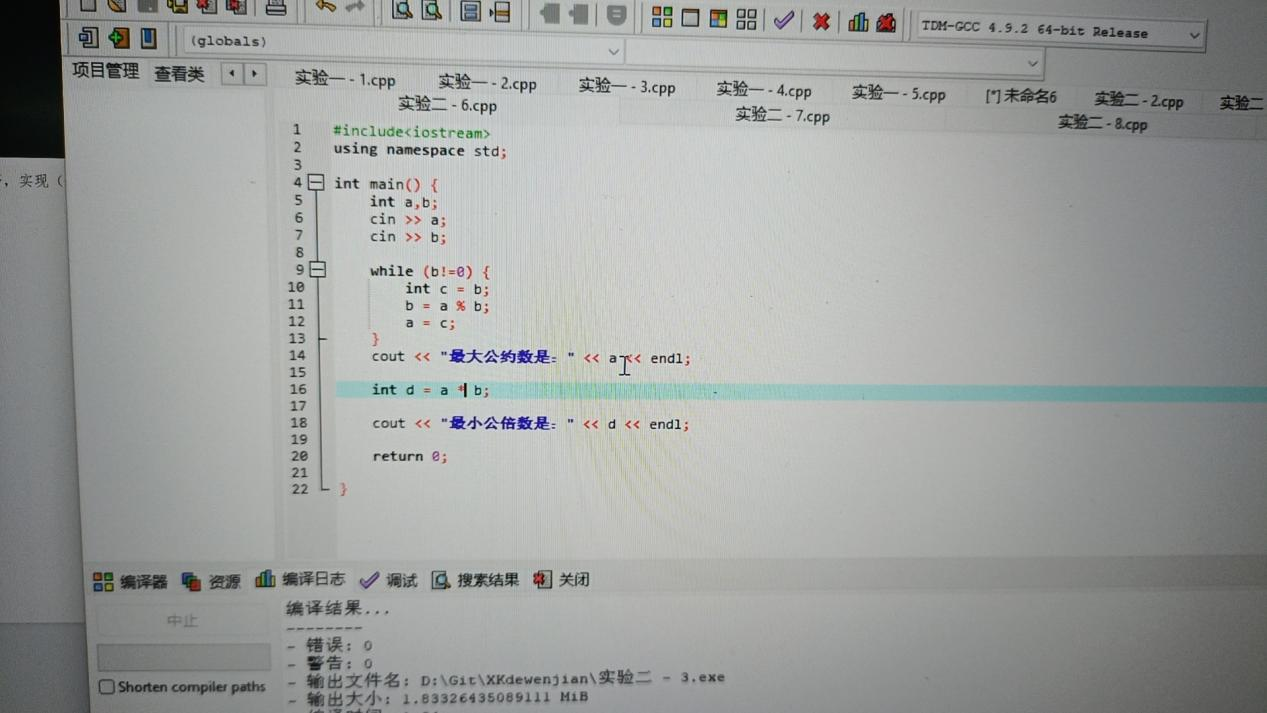 TDM-GCC 4.9.2 64-bit Release
(globals)
项目管理 查看类
实验一 - 1.cpp 实验一 - 2.cpp 实验一 - 3.cpp 实验一 - 4.cpp 实验一 - 5.cpp [*] 未命名6 实验二 - 2.cpp 实验二
实验二 - 6.cpp 实验二 - 7.cpp 实验二 - 8.cpp
，实现（
1 #include<iostream>
2 using namespace std;
3
4 int main() {
5 int a,b;
6 cin >> a;
7 cin >> b;
8
9 while (b!=0) {
10 int c = b;
11 b = a % b;
12 a = c;
13 }
14 cout << "最大公约数是：" << a << endl;
15
16 int d = a * b;
17
18 cout << "最小公倍数是：" << d << endl;
19
20 return 0;
21
22 }
编译器 资源 编译日志 调试 搜索结果 关闭
中止
Shorten compiler paths
编译结果...
--------
- 错误: 0
- 警告: 0
- 输出文件名: D:\Git\XKdewenjian\实验二 - 3.exe
- 输出大小: 1.83326435089111 MiB